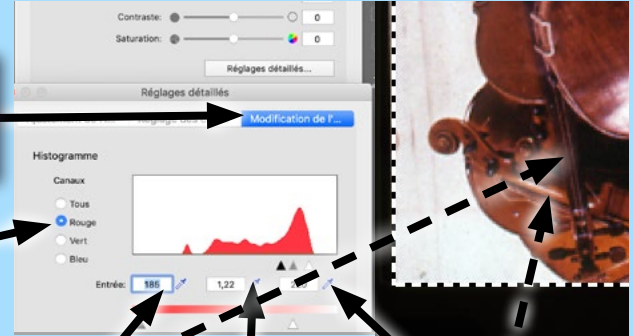 Contraste: 0
Saturation: 0
Réglages détaillés...
Réglages détaillés
Modification de l'...
Histogramme
Canaux
Tous
Rouge
Vert
Bleu
Entrée: 185 1,22